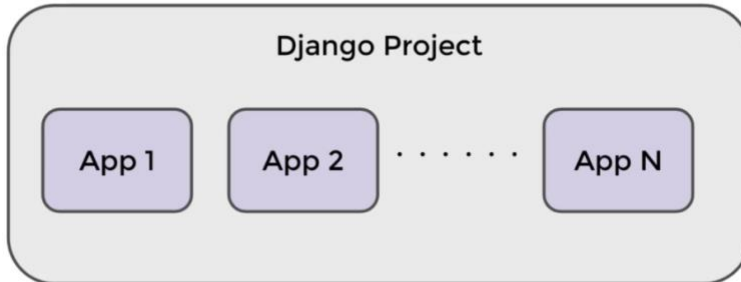 Django Project
App 1 App 2 . . . . . . App N